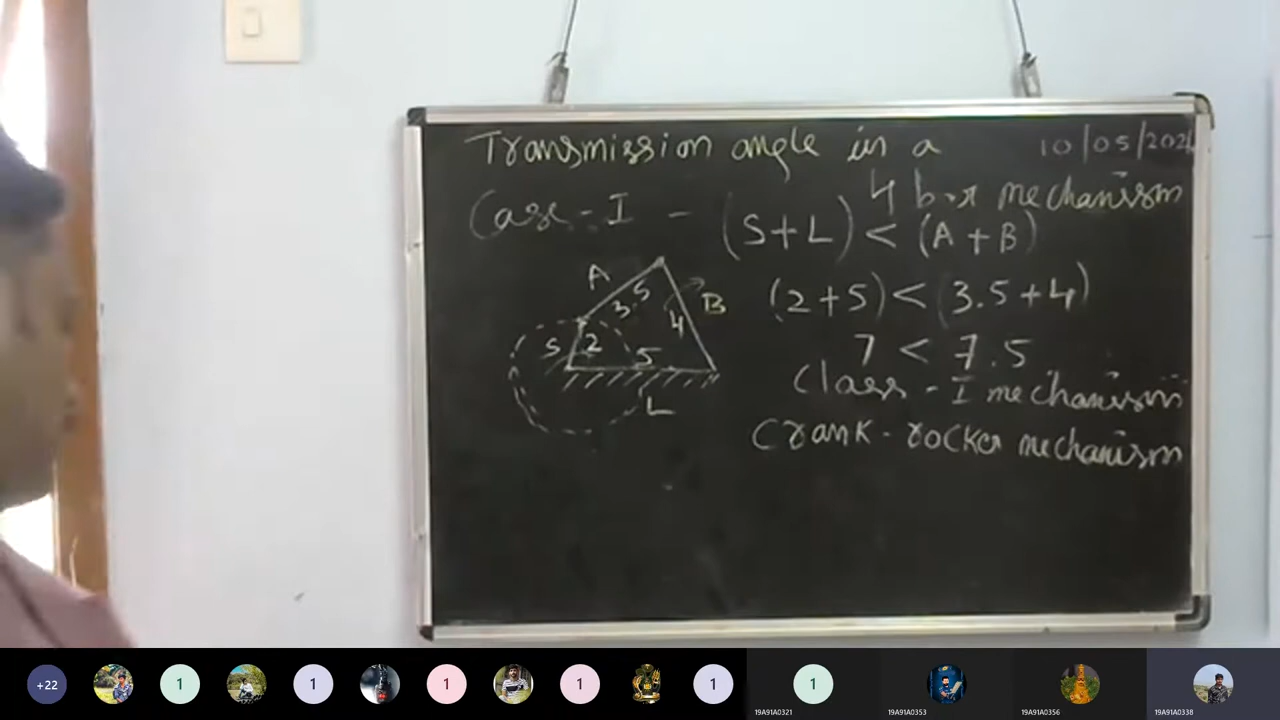 Transmission angle in a
10/05/2021
4 bar mechanism
Case - I - (S+L) < (A+B)
(2+5) < (3.5+4)
7 < 7.5
Class - I mechanism
Crank - rocker mechanism
A
3.5
B
4
S
2
5
L
+22
1
1
1
1
1
1
19A91A0321
19A91A0353
19A91A0356
19A91A0338